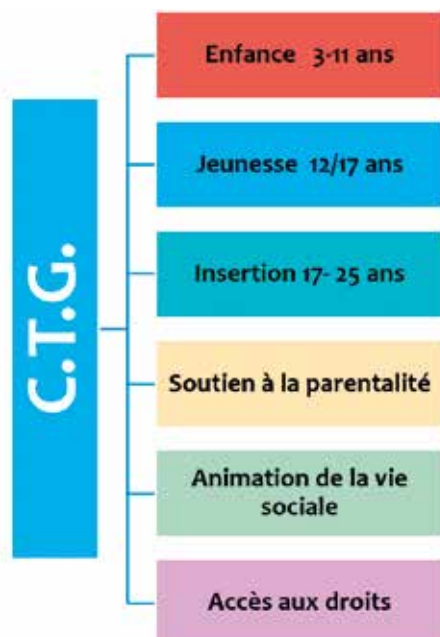 C.T.G.
Enfance 3-11 ans
Jeunesse 12/17 ans
Insertion 17- 25 ans
Soutien à la parentalité
Animation de la vie
sociale
Accès aux droits